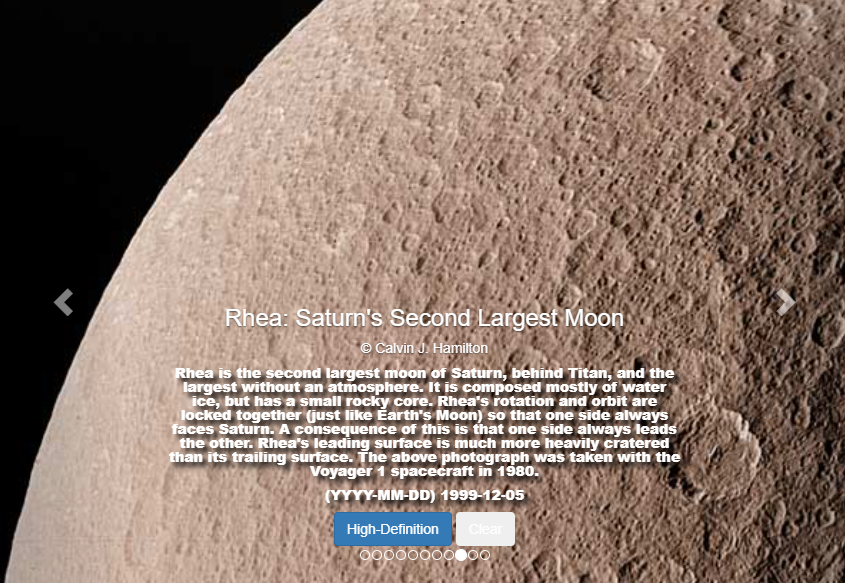 Rhea: Saturn's Second Largest Moon
© Calvin J. Hamilton
Rhea is the second largest moon of Saturn, behind Titan, and the
largest without an atmosphere. It is composed mostly of water
ice, but has a small rocky core. Rhea's rotation and orbit are
locked together (just like Earth's Moon) so that one side always
faces Saturn. A consequence of this is that one side always leads
the other. Rhea's leading surface is much more heavily cratered
than its trailing surface. The above photograph was taken with the
Voyager 1 spacecraft in 1980.
(YYYY-MM-DD) 1999-12-05
High-Definition Clear